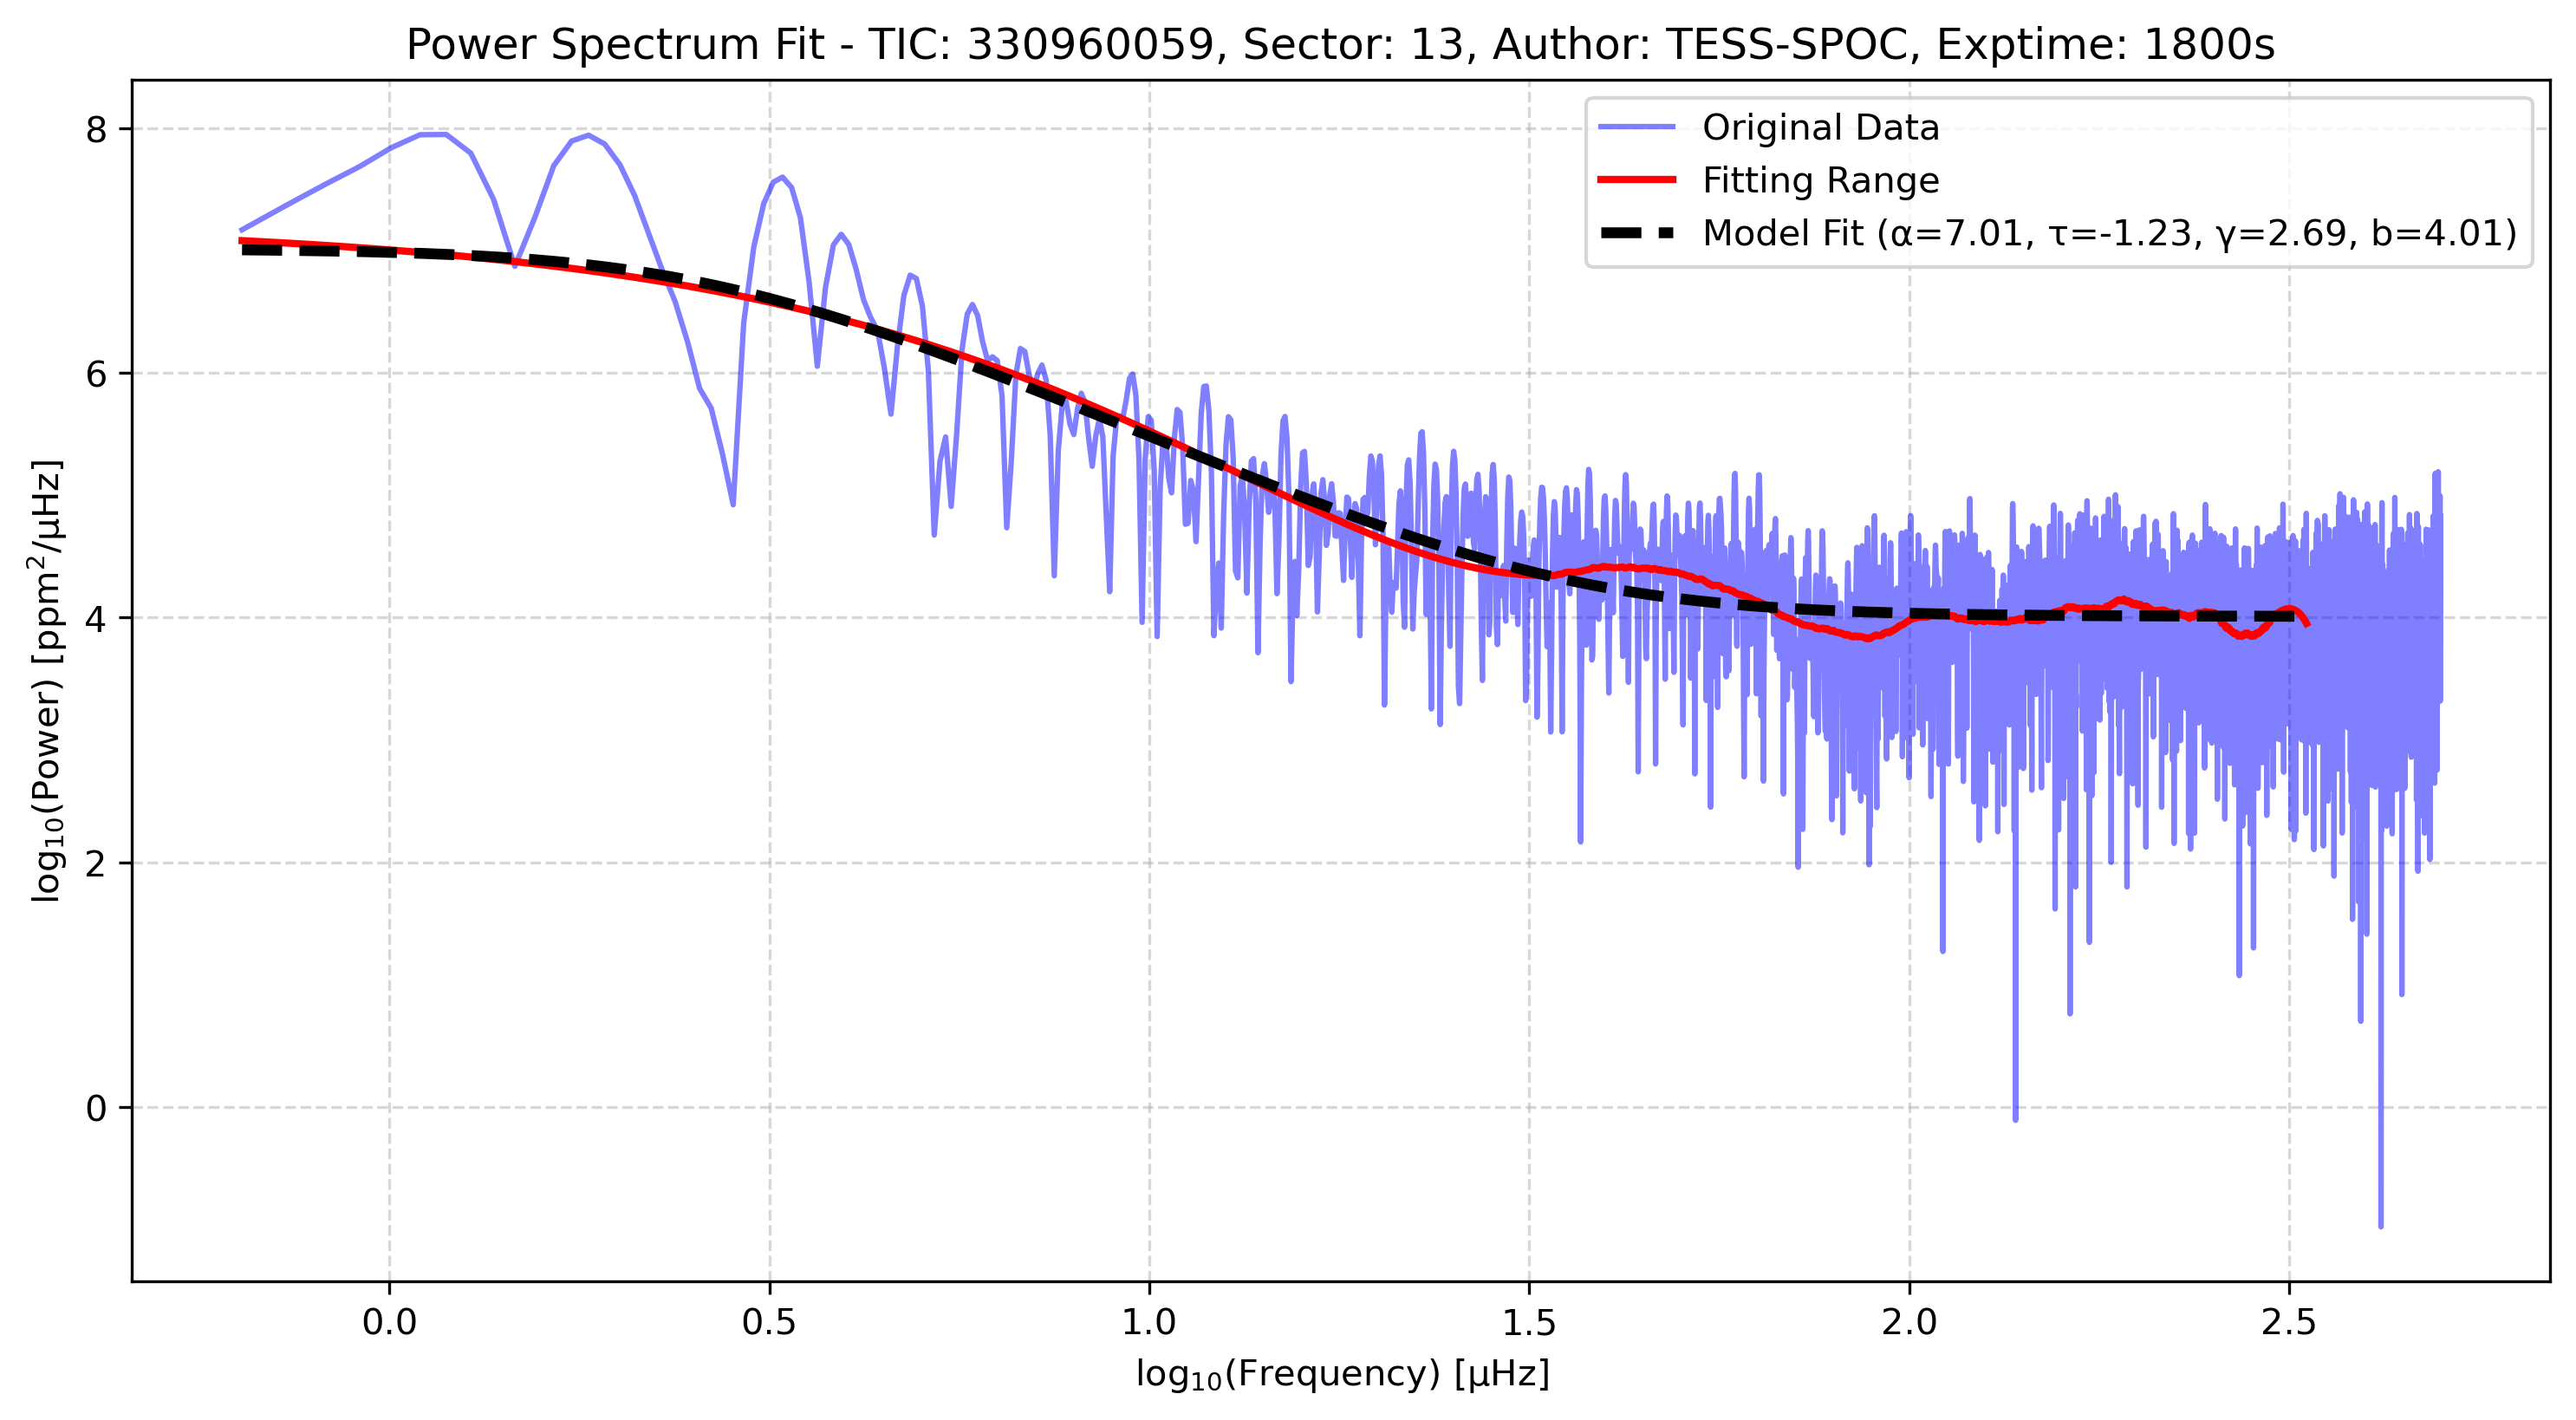 Power Spectrum Fit - TIC: 330960059, Sector: 13, Author: TESS-SPOC, Exptime: 1800s
Original Data
Fitting Range
Model Fit (α=7.01, τ=-1.23, γ=2.69, b=4.01)
log₁₀(Power) [ppm²/μHz]
8
6
4
2
0
0.0 0.5 1.0 1.5 2.0 2.5
log₁₀(Frequency) [μHz]